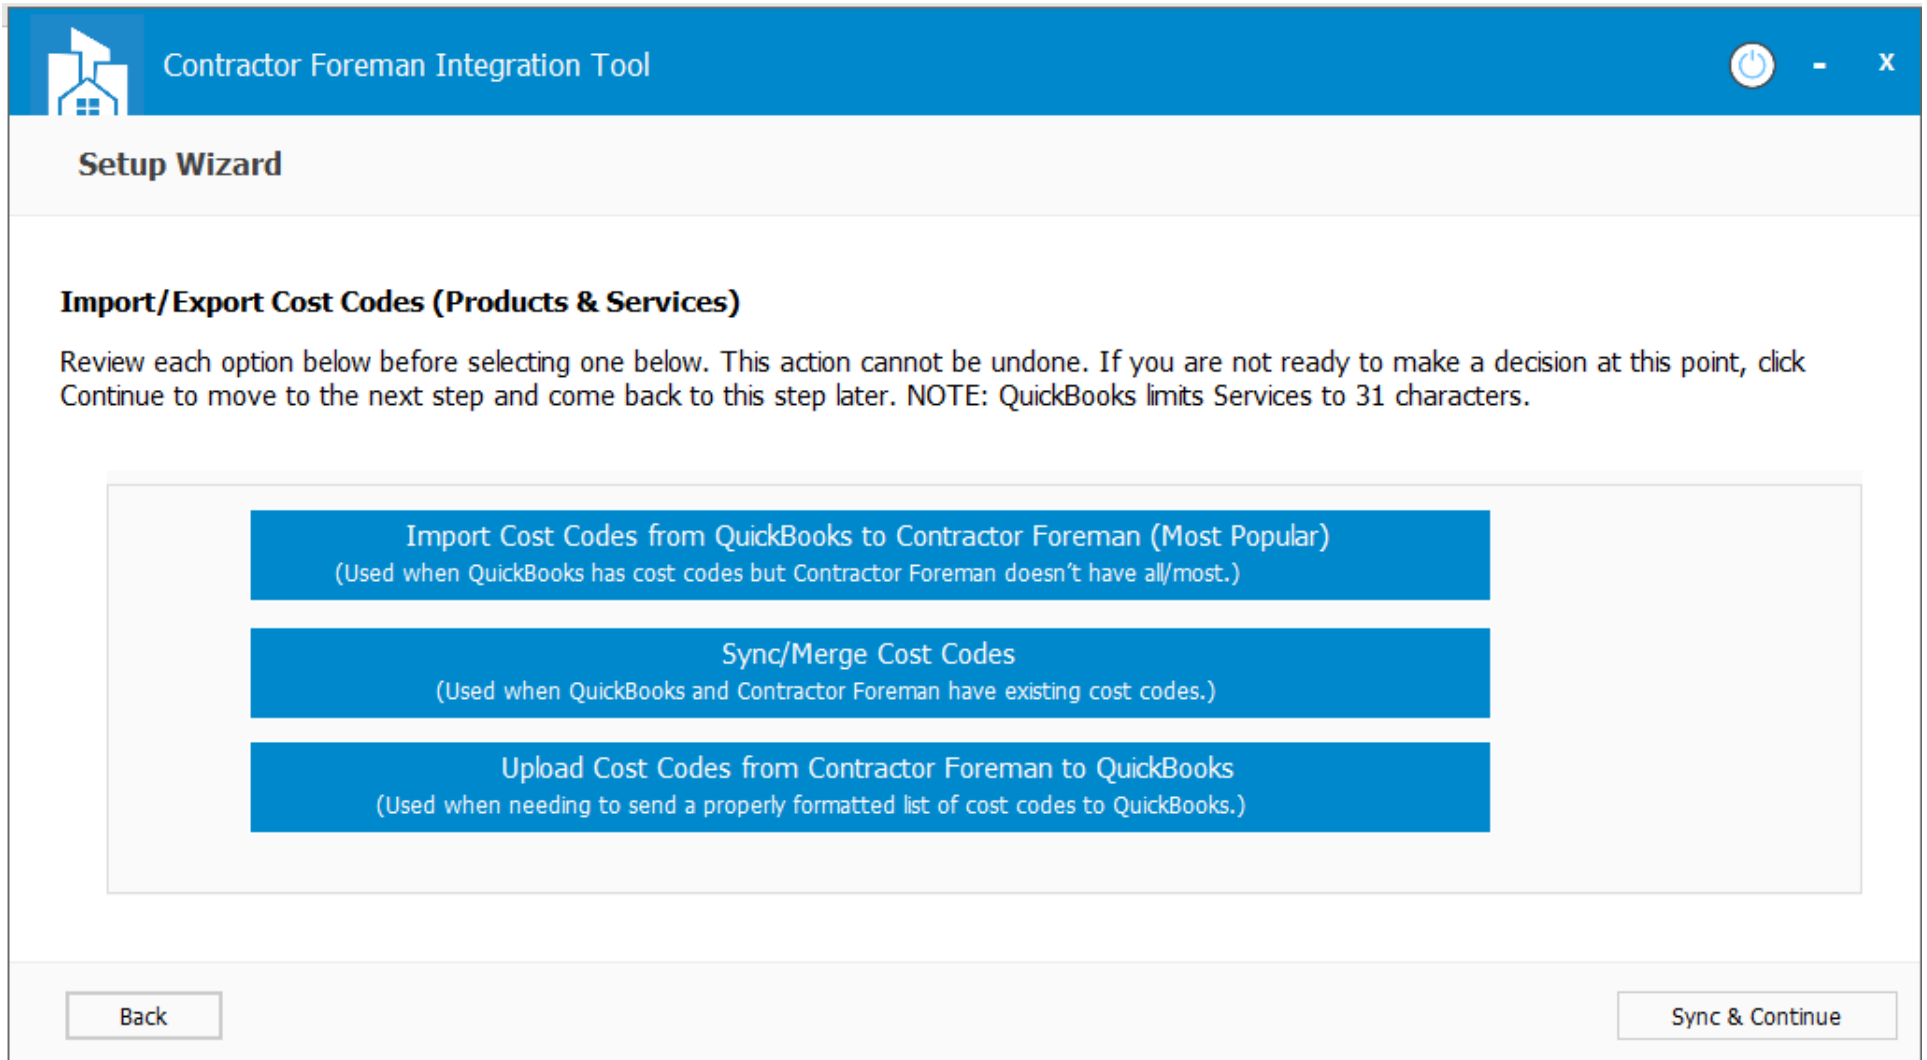 Contractor Foreman Integration Tool
- x
Setup Wizard
Import/Export Cost Codes (Products & Services)
Review each option below before selecting one below. This action cannot be undone. If you are not ready to make a decision at this point, click
Continue to move to the next step and come back to this step later. NOTE: QuickBooks limits Services to 31 characters.
Import Cost Codes from QuickBooks to Contractor Foreman (Most Popular)
(Used when QuickBooks has cost codes but Contractor Foreman doesn’t have all/most.)
Sync/Merge Cost Codes
(Used when QuickBooks and Contractor Foreman have existing cost codes.)
Upload Cost Codes from Contractor Foreman to QuickBooks
(Used when needing to send a properly formatted list of cost codes to QuickBooks.)
Back
Sync & Continue